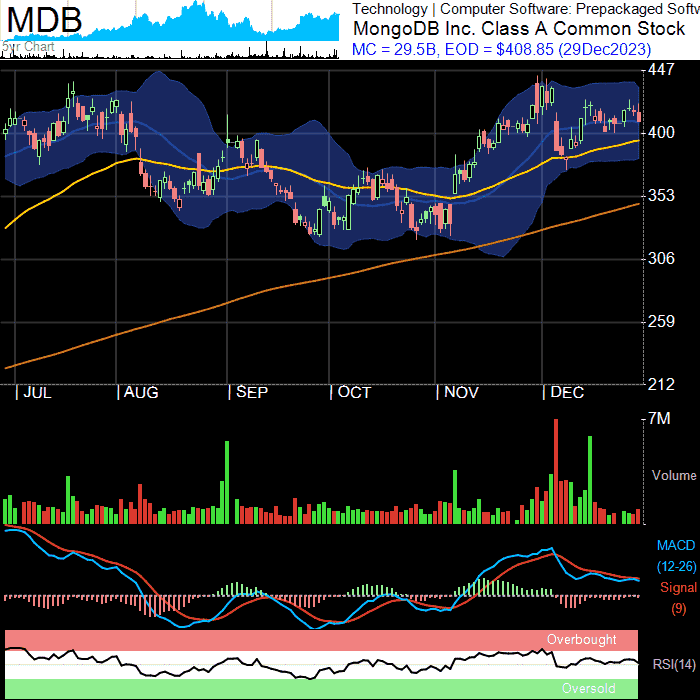 MDB
5yr Chart
Technology | Computer Software: Prepackaged Softw
MongoDB Inc. Class A Common Stock
MC = 29.5B, EOD = $408.85 (29Dec2023)
447
400
353
306
259
212
| JUL | AUG | SEP | OCT | NOV | DEC
7M
Volume
MACD
(12-26)
Signal
(9)
Overbought
RSI(14)
Oversold